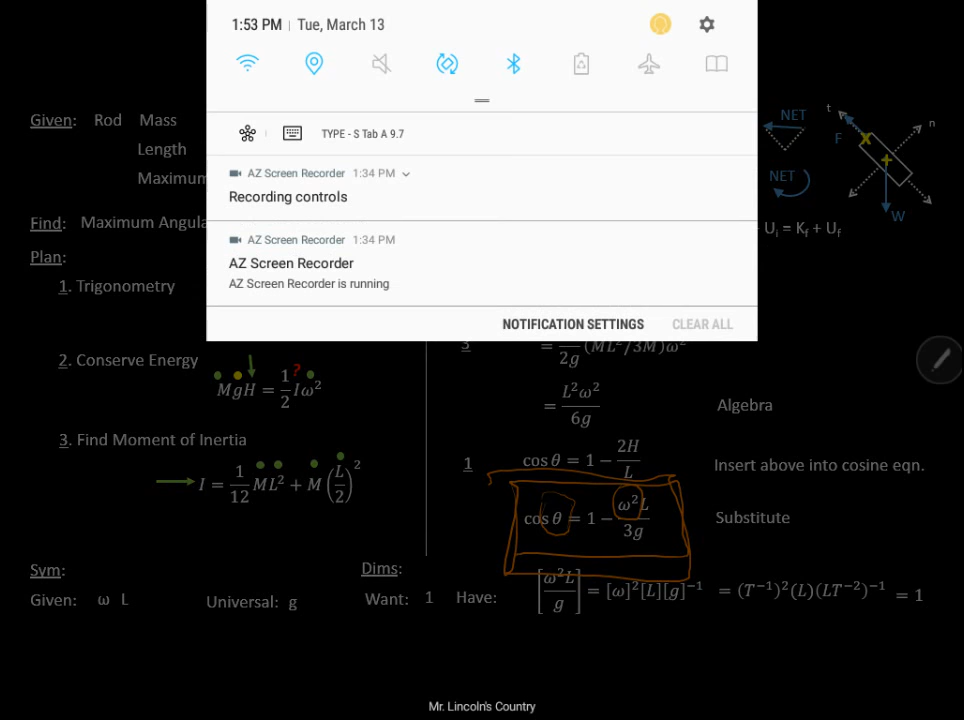 1:53 PM | Tue, March 13
TYPE - S Tab A 9.7
AZ Screen Recorder 1:34 PM
Recording controls
AZ Screen Recorder 1:34 PM
AZ Screen Recorder
AZ Screen Recorder is running
NOTIFICATION SETTINGS CLEAR ALL
Given: Rod Mass
Length
Maximum
Find: Maximum Angula
Plan:
1. Trigonometry
2. Conserve Energy
MgH = 1/2 Iω² ?
3. Find Moment of Inertia
I = 1/12 ML² + M (L/2)²
NET
NET
t
n
F
X
+
W
Uᵢ = K_f + U_f
3 = /2g (ML²/3M)ω²
= L²ω²/6g Algebra
1 cos θ = 1 − 2H/L Insert above into cosine eqn.
cos θ = 1 − ω²L/3g Substitute
Sym:
Given: ω L Universal: g
Dims:
Want: 1 Have: [ω²L/g] = [ω]²[L][g]⁻¹ = (T⁻¹)²(L)(LT⁻²)⁻¹ = 1
Mr. Lincoln's Country